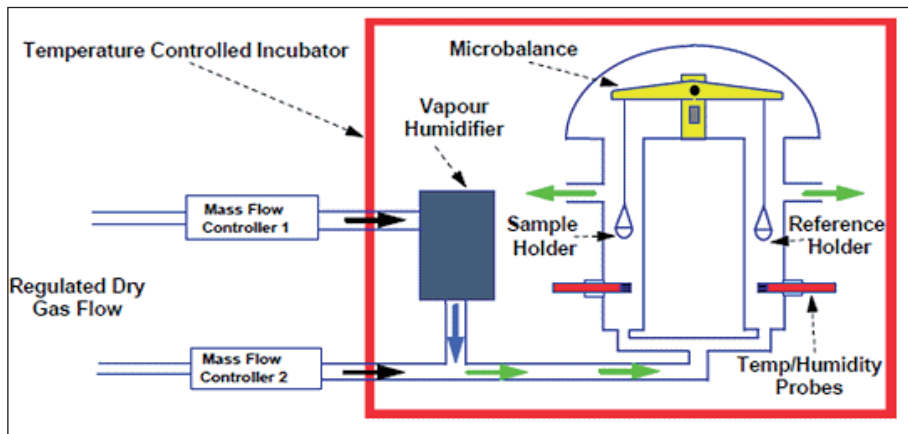 Temperature Controlled Incubator
Microbalance
Vapour
Humidifier
Mass Flow
Controller 1
Sample
Holder
Reference
Holder
Regulated Dry
Gas Flow
Mass Flow
Controller 2
Temp/Humidity
Probes